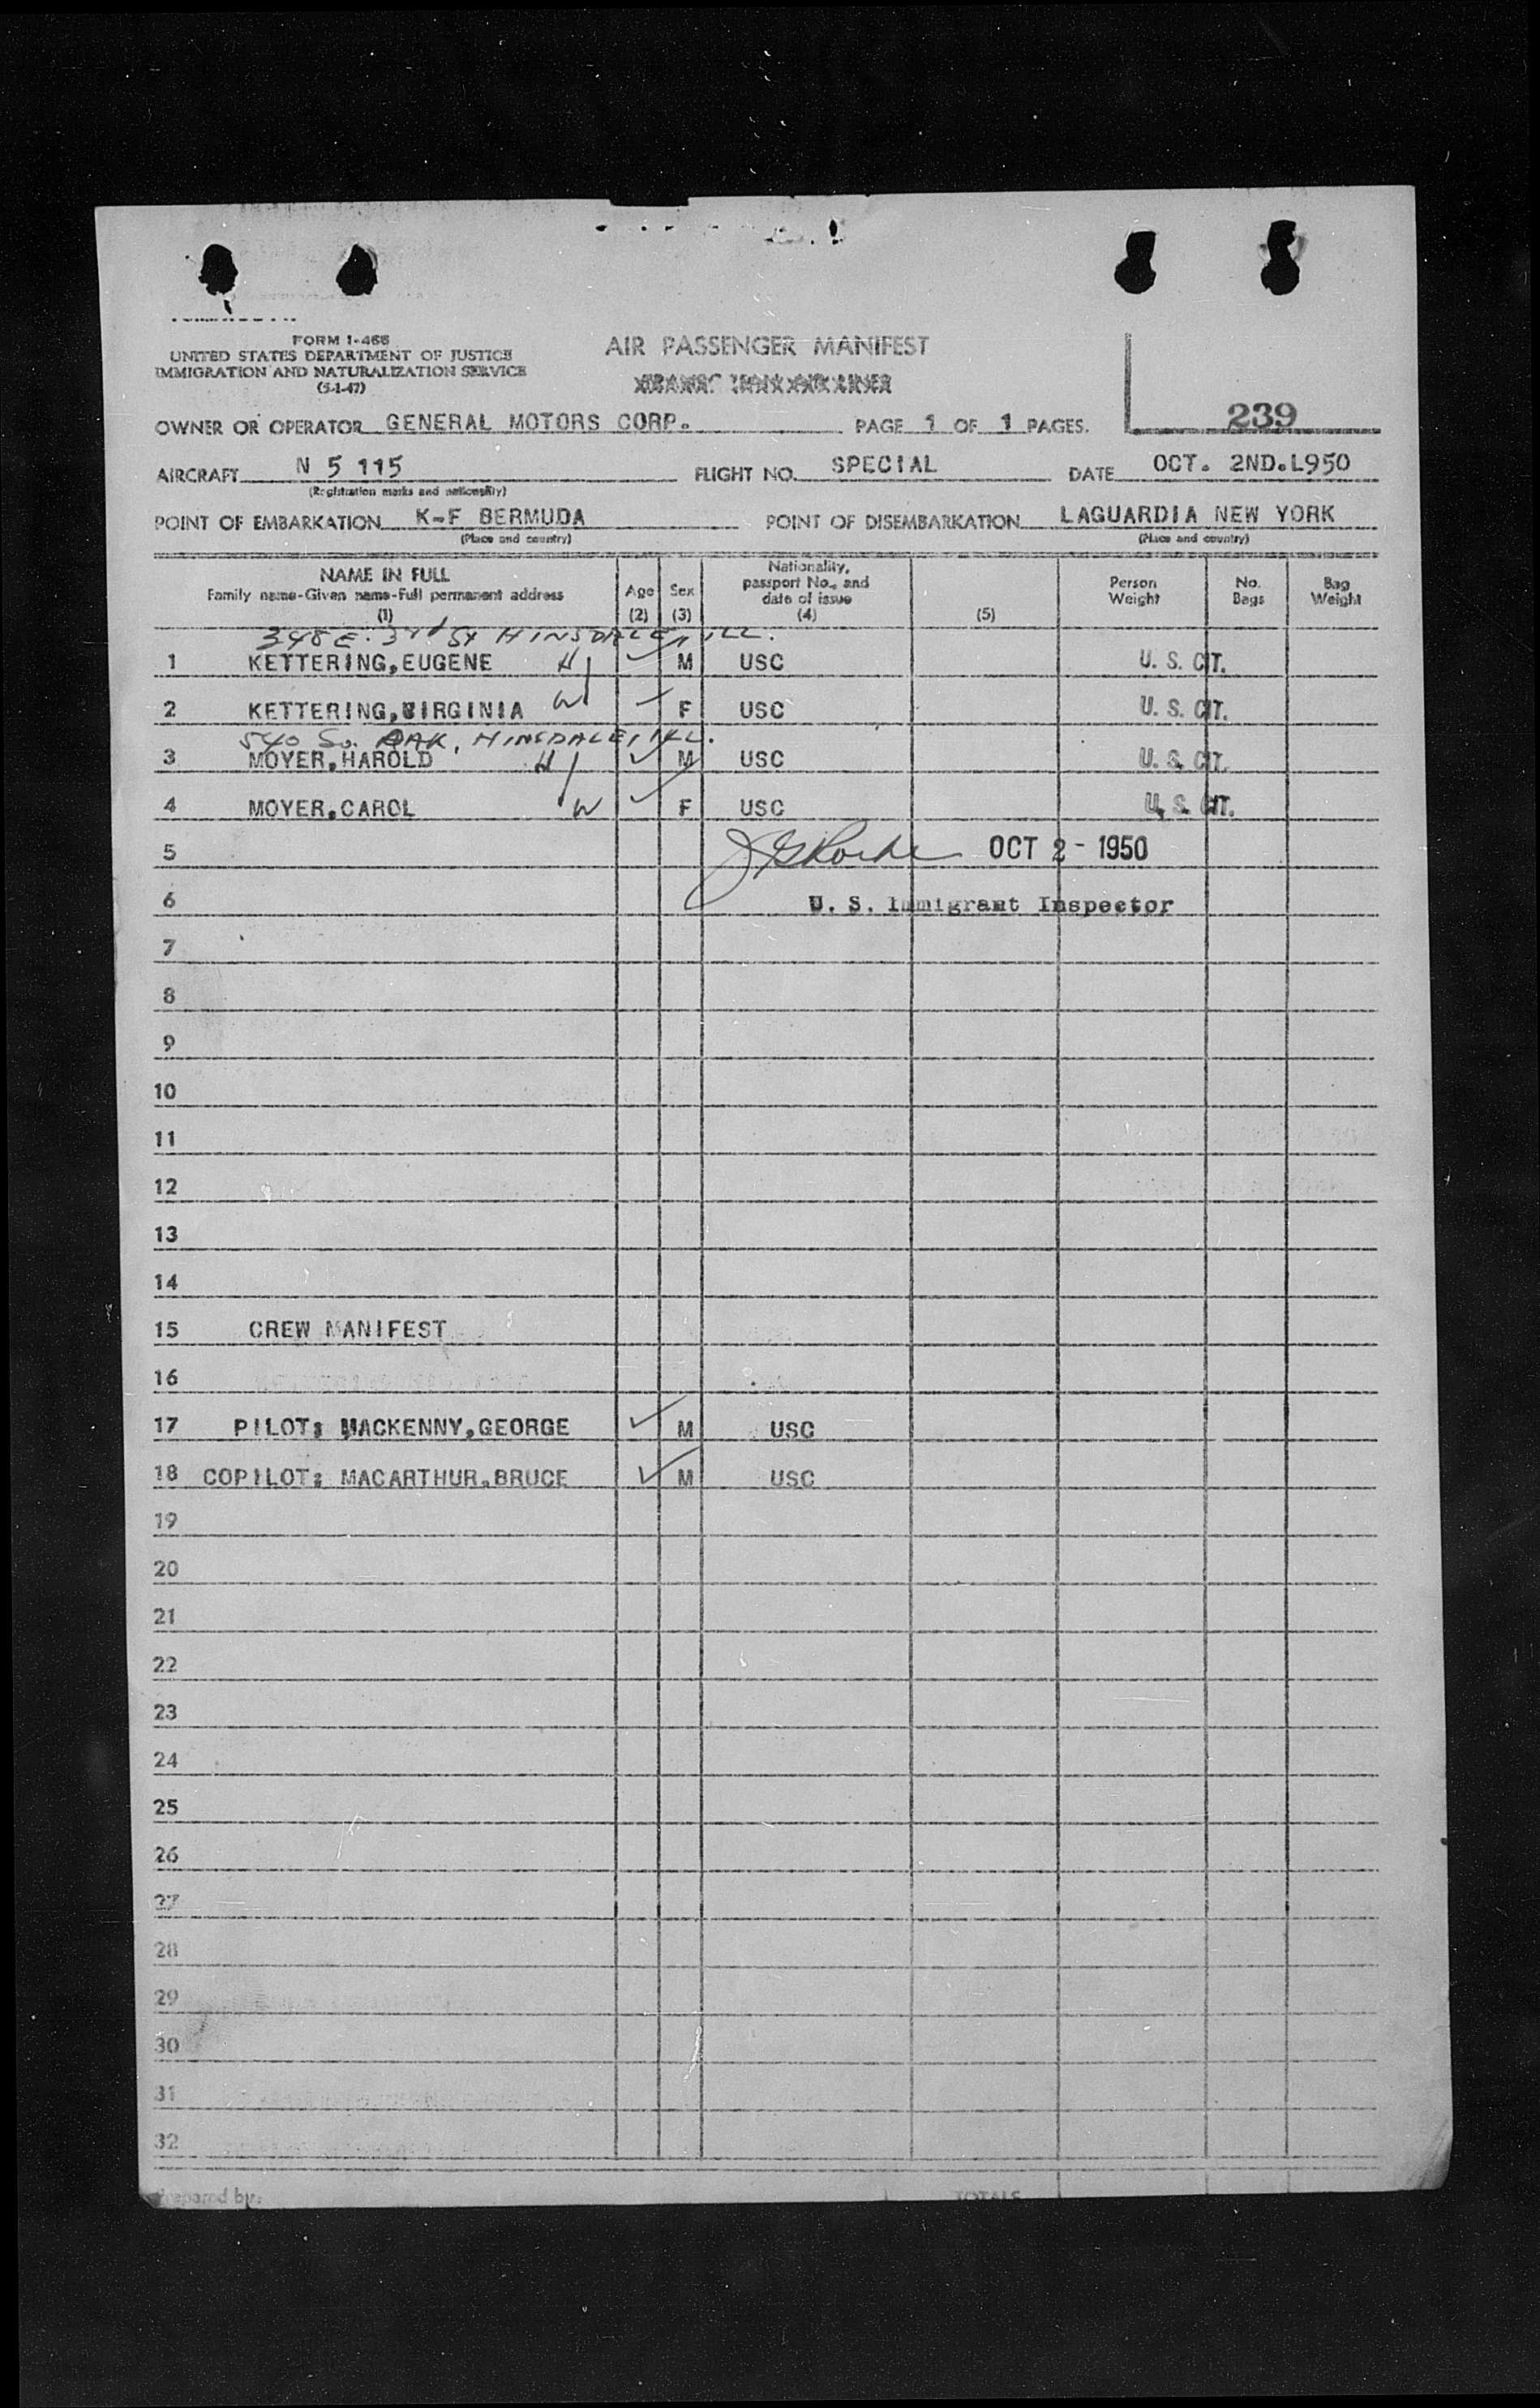 FORM I-466
UNITED STATES DEPARTMENT OF JUSTICE
IMMIGRATION AND NATURALIZATION SERVICE
(5-1-47)
AIR PASSENGER MANIFEST
239
OWNER OR OPERATOR GENERAL MOTORS CORP. PAGE 1 OF 1 PAGES.
AIRCRAFT N 5 115 FLIGHT NO. SPECIAL DATE OCT. 2ND.L950
(Registration marks and nationality)
POINT OF EMBARKATION K-F BERMUDA POINT OF DISEMBARKATION LAGUARDIA NEW YORK
(Place and country) (Place and country)
NAME IN FULL
Family name-Given name-Full permanent address
(1)
Age
(2)
Sex
(3)
Nationality,
passport No., and
date of issue
(4)
(5)
Person
Weight
No.
Bags
Bag
Weight
348 E. 3rd St HINSDALE, ILL.
1 KETTERING,EUGENE H M USC U. S. CIT.
2 KETTERING,VIRGINIA W F USC U. S. CIT.
540 So. OAK, HINSDALE, ILL.
3 MOYER,HAROLD H M USC U. S. CIT.
4 MOYER,CAROL W F USC U. S. CIT.
5 OCT 2 - 1950
6 U. S. Immigrant Inspector
7
8
9
10
11
12
13
14
15 CREW MANIFEST
16
17 PILOT: MACKENNY,GEORGE M USC
18 COPILOT: MACARTHUR,BRUCE M USC
19
20
21
22
23
24
25
26
27
28
29
30
31
32
Prepared by: TOTALS